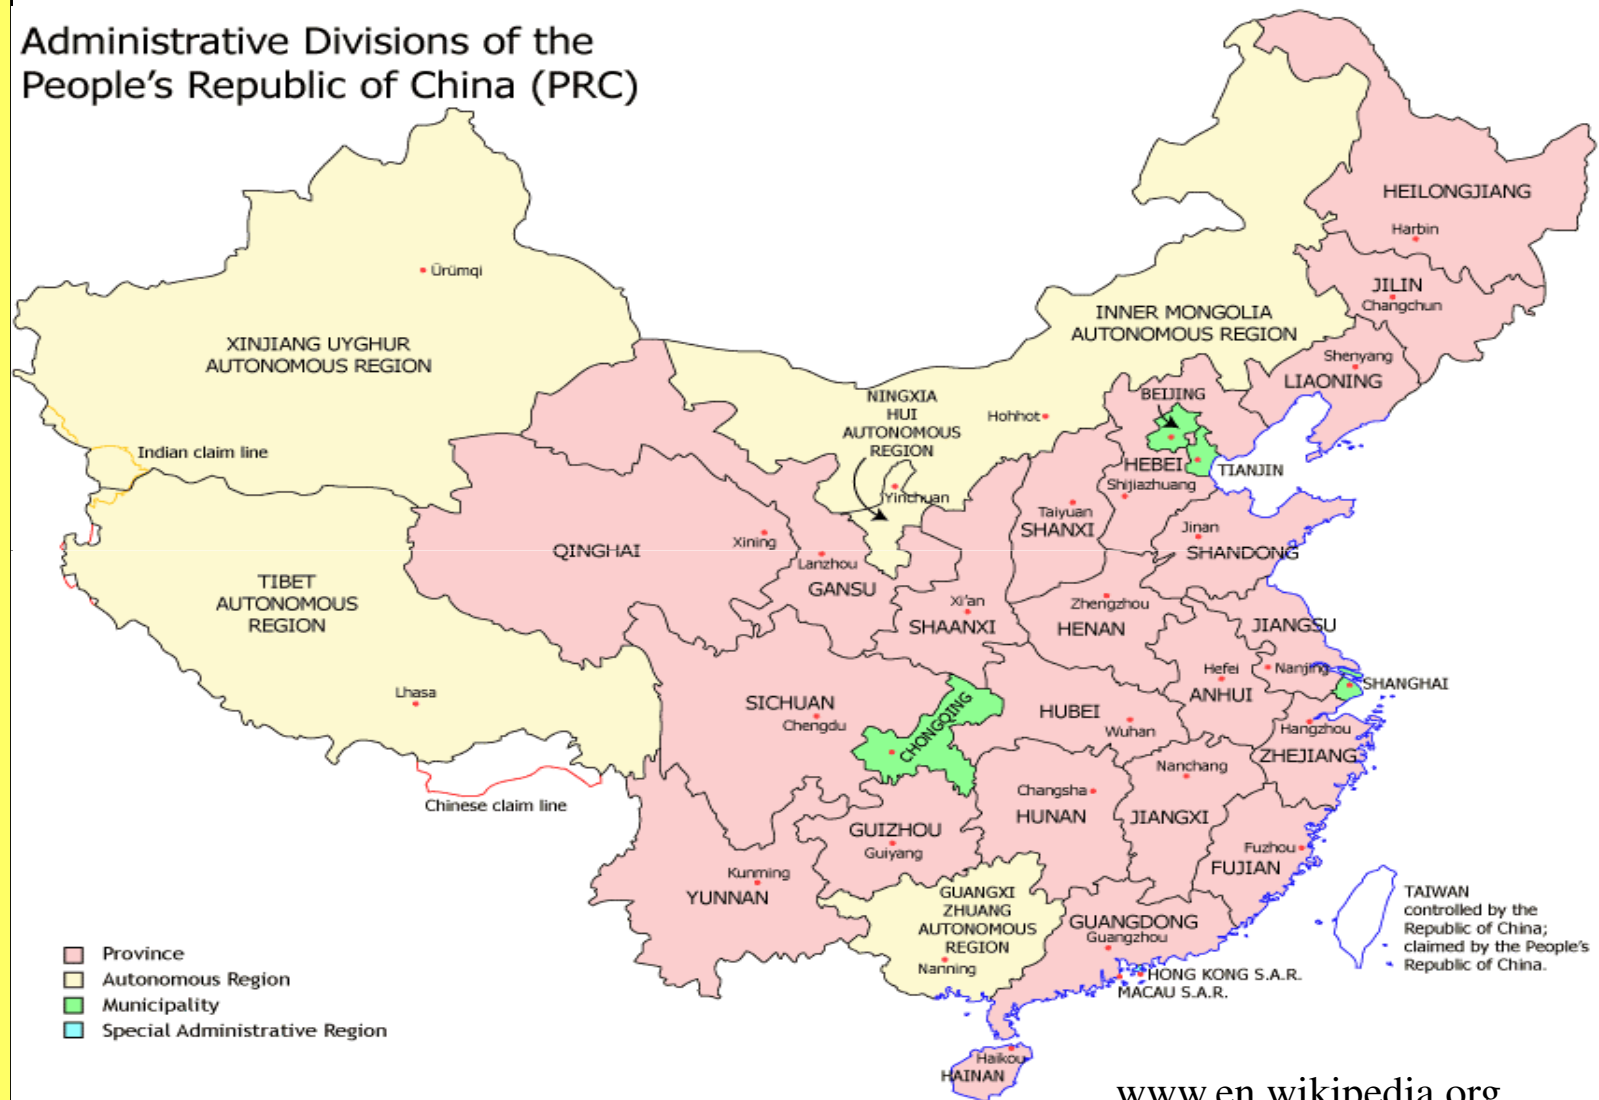 Administrative Divisions of the
People's Republic of China (PRC)
HEILONGJIANG
Harbin
Ürümqi
JILIN
Changchun
INNER MONGOLIA
AUTONOMOUS REGION
XINJIANG UYGHUR
AUTONOMOUS REGION
Shenyang
LIAONING
BEIJING
NINGXIA
HUI
AUTONOMOUS
REGION
Hohhot
Indian claim line
HEBEI
TIANJIN
Shijiazhuang
Yinchuan
Taiyuan
SHANXI
Jinan
SHANDONG
QINGHAI
Xining
Lanzhou
GANSU
TIBET
AUTONOMOUS
REGION
Xi'an
SHAANXI
Zhengzhou
HENAN
JIANGSU
Hefei
Nanjing
ANHUI
SHANGHAI
Lhasa
SICHUAN
Chengdu
CHONGQING
HUBEI
Wuhan
Hangzhou
ZHEJIANG
Nanchang
Chinese claim line
Changsha
HUNAN
JIANGXI
GUIZHOU
Guiyang
Fuzhou
FUJIAN
Kunming
YUNNAN
GUANGXI
ZHUANG
AUTONOMOUS
REGION
Nanning
GUANGDONG
Guangzhou
TAIWAN
controlled by the
Republic of China;
claimed by the People's
Republic of China.
HONG KONG S.A.R.
MACAU S.A.R.
Province
Autonomous Region
Municipality
Special Administrative Region
Haikou
HAINAN
www.en.wikipedia.org